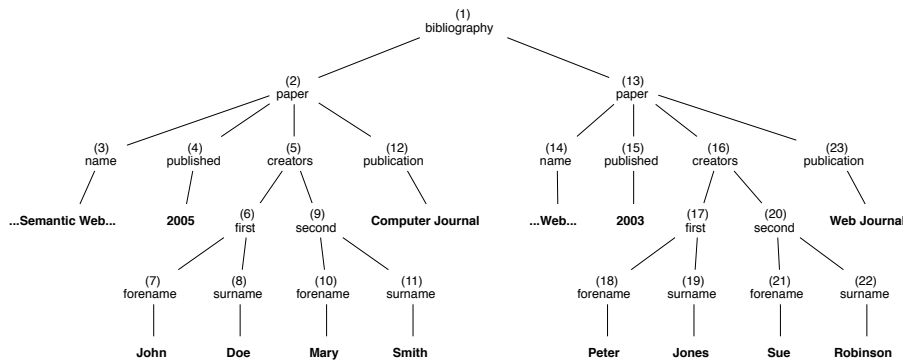 (1)
bibliography
(2)
paper
(13)
paper
(3)
name
(4)
published
(5)
creators
(12)
publication
(14)
name
(15)
published
(16)
creators
(23)
publication
...Semantic Web...
2005
(6)
first
(9)
second
Computer Journal
...Web...
2003
(17)
first
(20)
second
Web Journal
(7)
forename
(8)
surname
(10)
forename
(11)
surname
(18)
forename
(19)
surname
(21)
forename
(22)
surname
John
Doe
Mary
Smith
Peter
Jones
Sue
Robinson